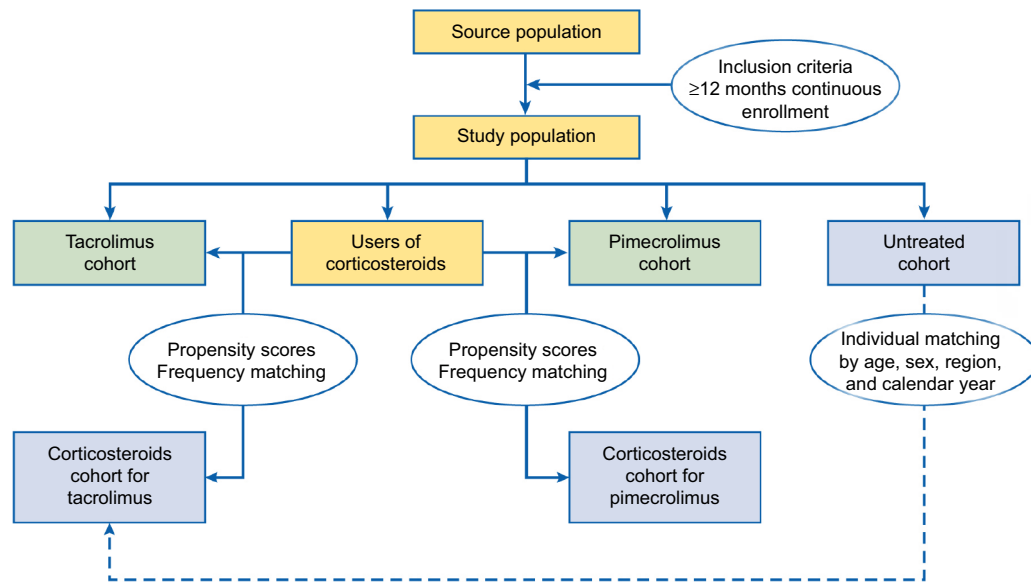 Source population
Inclusion criteria
≥12 months continuous
enrollment
Study population
Tacrolimus
cohort
Users of
corticosteroids
Pimecrolimus
cohort
Untreated
cohort
Propensity scores
Frequency matching
Propensity scores
Frequency matching
Individual matching
by age, sex, region,
and calendar year
Corticosteroids
cohort for
tacrolimus
Corticosteroids
cohort for
pimecrolimus